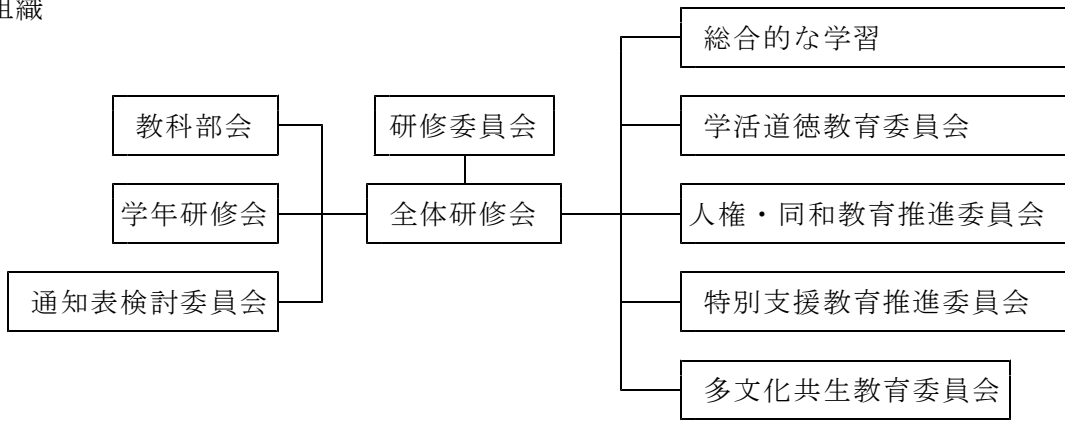 組織
総合的な学習
教科部会
研修委員会
学活道徳教育委員会
学年研修会
全体研修会
人権・同和教育推進委員会
通知表検討委員会
特別支援教育推進委員会
多文化共生教育委員会